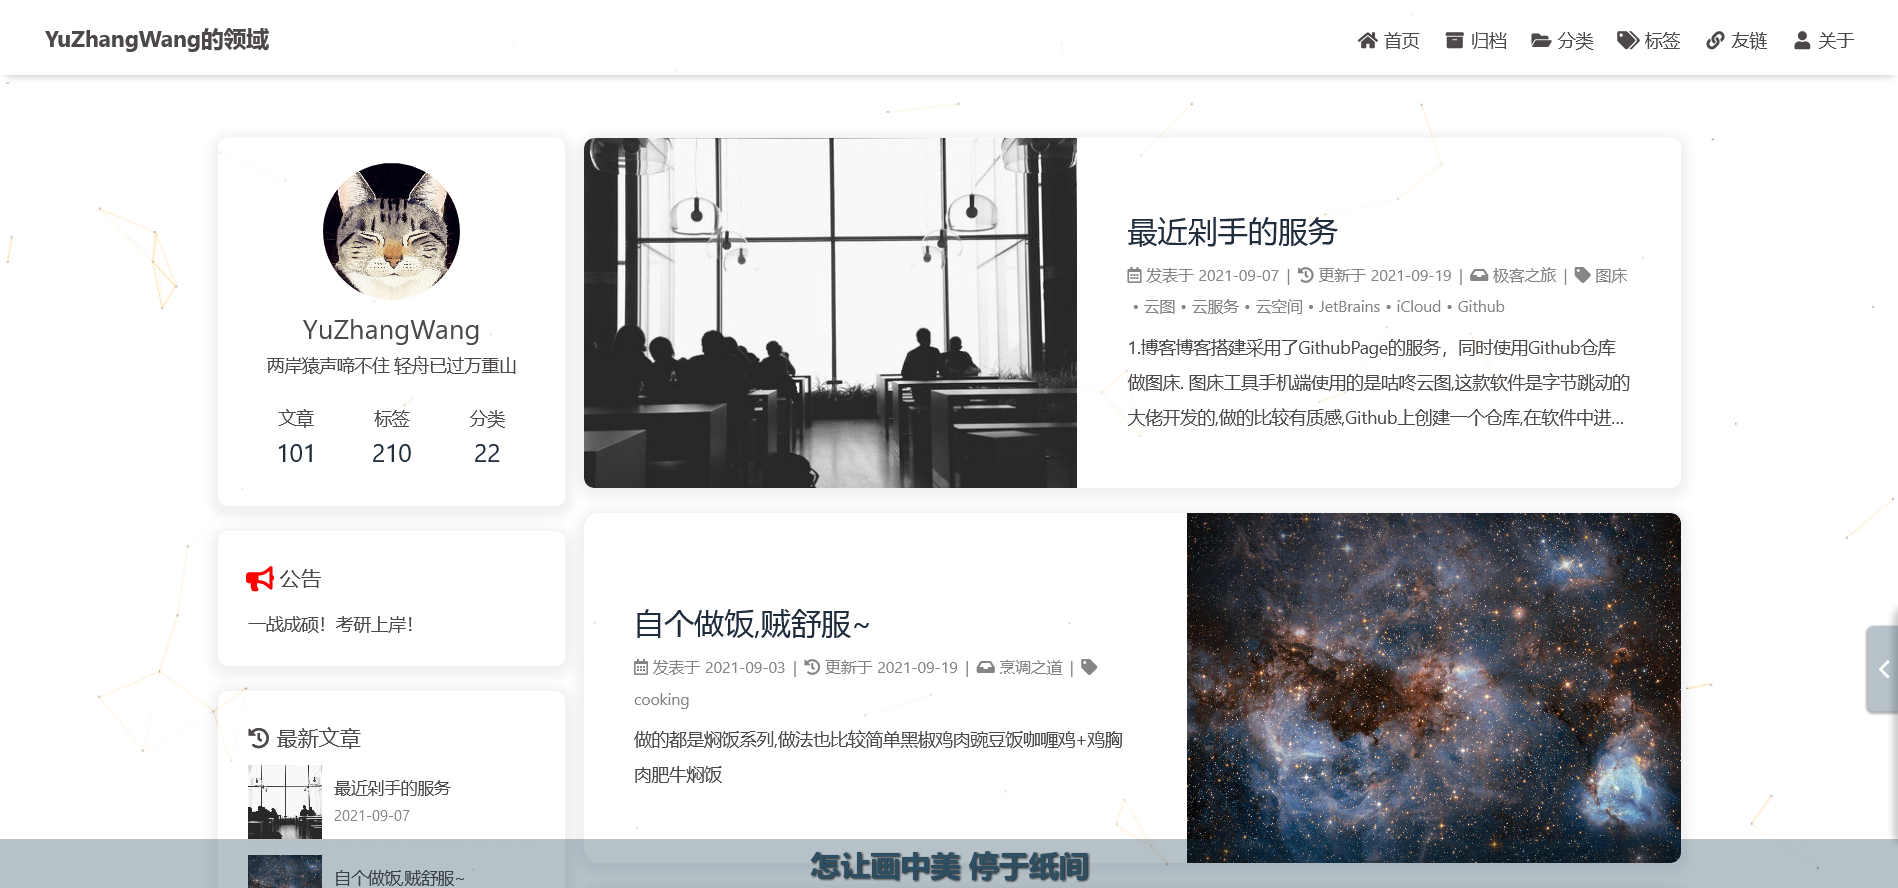 YuZhangWang的领域
首页 归档 分类 标签 友链 关于
YuZhangWang
两岸猿声啼不住 轻舟已过万重山
文章 标签 分类
101 210 22
公告
一战成硕！考研上岸！
最新文章
最近剁手的服务
2021-09-07
自个做饭,贼舒服~
最近剁手的服务
发表于 2021-09-07 | 更新于 2021-09-19 | 极客之旅 | 图床
• 云图 • 云服务 • 云空间 • JetBrains • iCloud • Github
1.博客博客搭建采用了GithubPage的服务，同时使用Github仓库
做图床. 图床工具手机端使用的是咕咚云图,这款软件是字节跳动的
大佬开发的,做的比较有质感,Github上创建一个仓库,在软件中进...
自个做饭,贼舒服~
发表于 2021-09-03 | 更新于 2021-09-19 | 烹调之道 |
cooking
做的都是焖饭系列,做法也比较简单黑椒鸡肉豌豆饭咖喱鸡+鸡胸
肉肥牛焖饭
怎让画中美 停于纸间